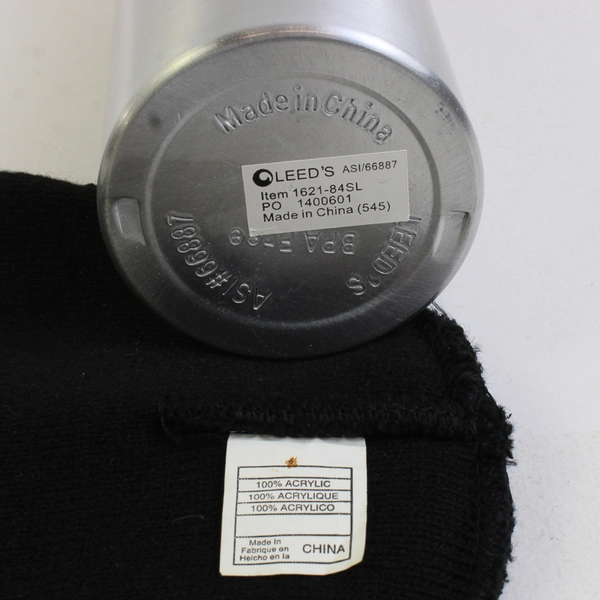 Made in China
LEED'S ASI/66887
Item 1621-84SL
PO 1400601
Made in China (545)
LEED'S
BPA Free
ASI#66887
100% ACRYLIC
100% ACRYLIQUE
100% ACRYLICO
Made In
Fabrique en
Helcho en la
CHINA